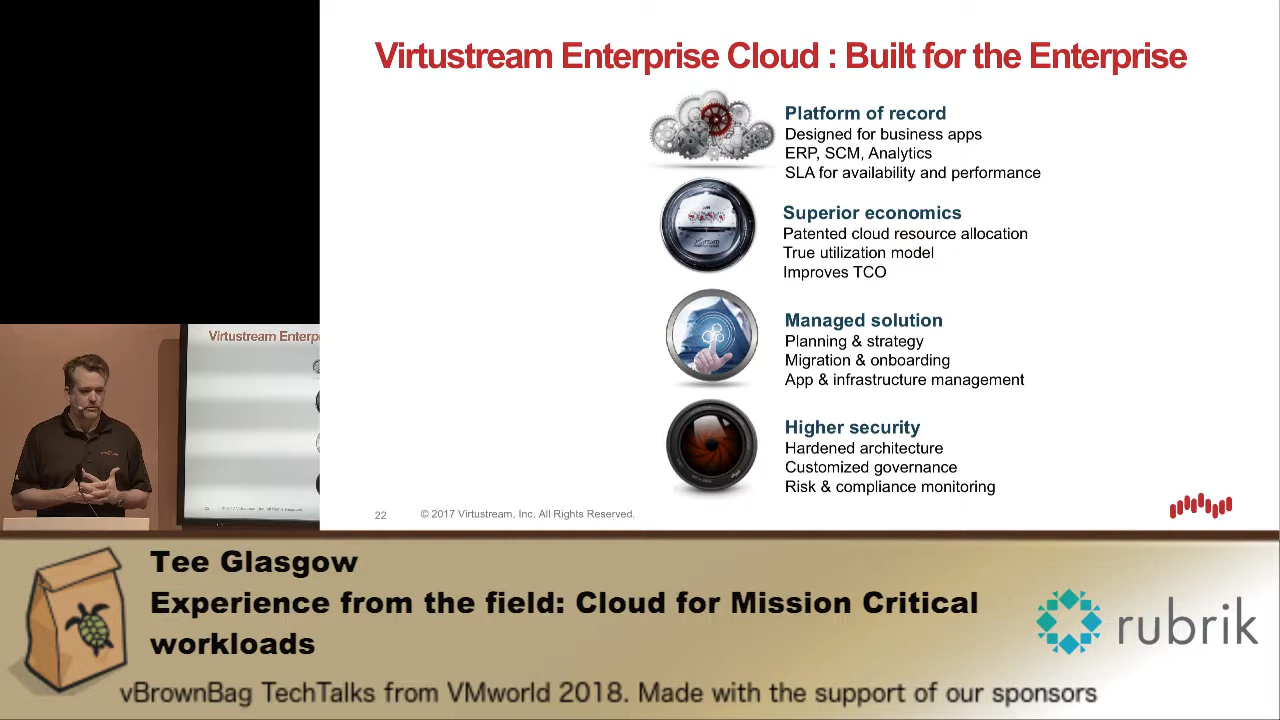 Virtustream Enterprise Cloud : Built for the Enterprise
Platform of record
Designed for business apps
ERP, SCM, Analytics
SLA for availability and performance
Superior economics
Patented cloud resource allocation
True utilization model
Improves TCO
Managed solution
Planning & strategy
Migration & onboarding
App & infrastructure management
Higher security
Hardened architecture
Customized governance
Risk & compliance monitoring
22
© 2017 Virtustream, Inc. All Rights Reserved.
Virtustream Enterp
Tee Glasgow
Experience from the field: Cloud for Mission Critical
workloads
rubrik
vBrownBag TechTalks from VMworld 2018. Made with the support of our sponsors